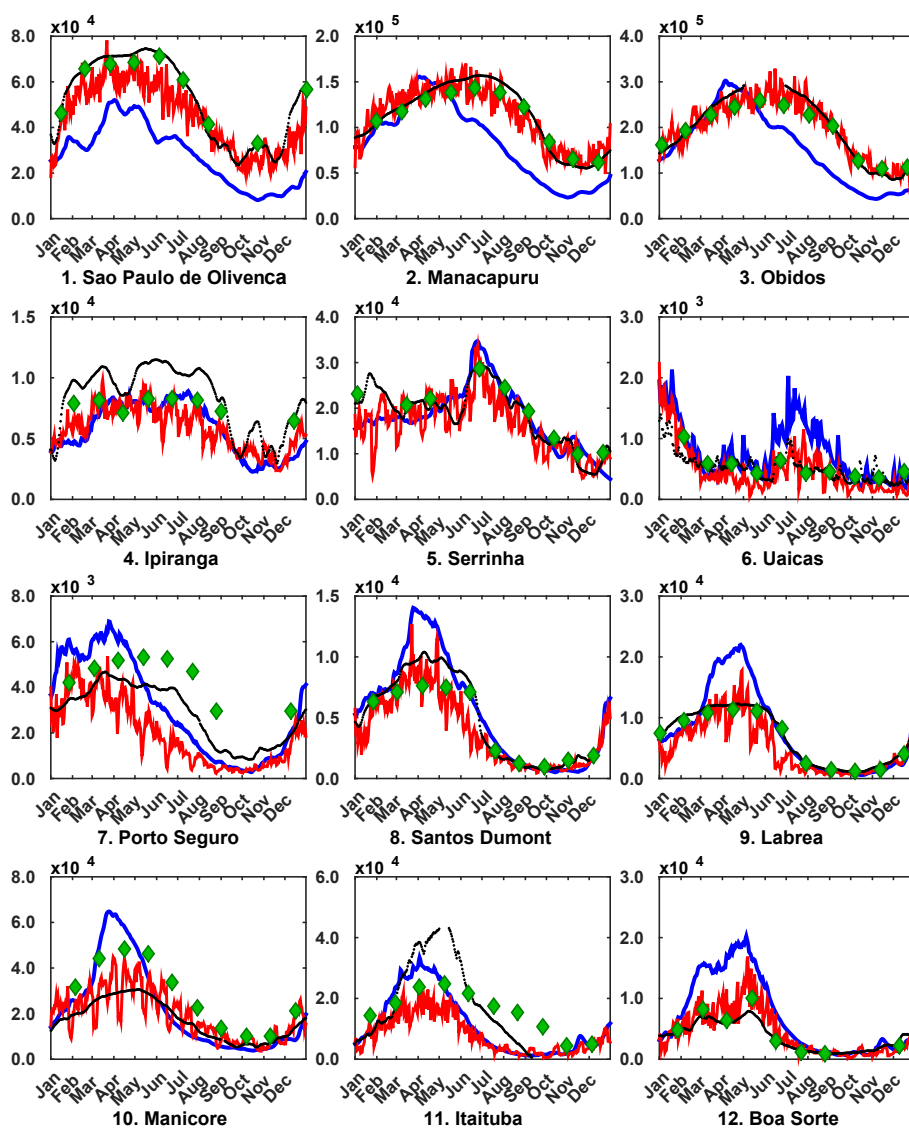 x10 4 x10 5 x10 5
8.0 2.0 4.0
6.0 1.5 3.0
4.0 1.0 2.0
2.0 0.5 1.0
0.0 0.0 0.0
Jan Feb Mar Apr May Jun Jul Aug Sep Oct Nov Dec Jan Feb Mar Apr May Jun Jul Aug Sep Oct Nov Dec Jan Feb Mar Apr May Jun Jul Aug Sep Oct Nov Dec
1. Sao Paulo de Olivenca 2. Manacapuru 3. Obidos
x10 4 x10 4 x10 3
1.5 4.0 3.0
1.0 3.0 2.0
0.5 2.0 1.0
0.0 1.0 0.0
0.0
Jan Feb Mar Apr May Jun Jul Aug Sep Oct Nov Dec Jan Feb Mar Apr May Jun Jul Aug Sep Oct Nov Dec Jan Feb Mar Apr May Jun Jul Aug Sep Oct Nov Dec
4. Ipiranga 5. Serrinha 6. Uaicas
x10 3 x10 4 x10 4
8.0 1.5 3.0
6.0 1.0 2.0
4.0 0.5 1.0
2.0 0.0 0.0
0.0
Jan Feb Mar Apr May Jun Jul Aug Sep Oct Nov Dec Jan Feb Mar Apr May Jun Jul Aug Sep Oct Nov Dec Jan Feb Mar Apr May Jun Jul Aug Sep Oct Nov Dec
7. Porto Seguro 8. Santos Dumont 9. Labrea
x10 4 x10 4 x10 4
8.0 6.0 3.0
6.0 4.0 2.0
4.0 2.0 1.0
2.0 0.0 0.0
0.0
Jan Feb Mar Apr May Jun Jul Aug Sep Oct Nov Dec Jan Feb Mar Apr May Jun Jul Aug Sep Oct Nov Dec Jan Feb Mar Apr May Jun Jul Aug Sep Oct Nov Dec
10. Manicore 11. Itaituba 12. Boa Sorte